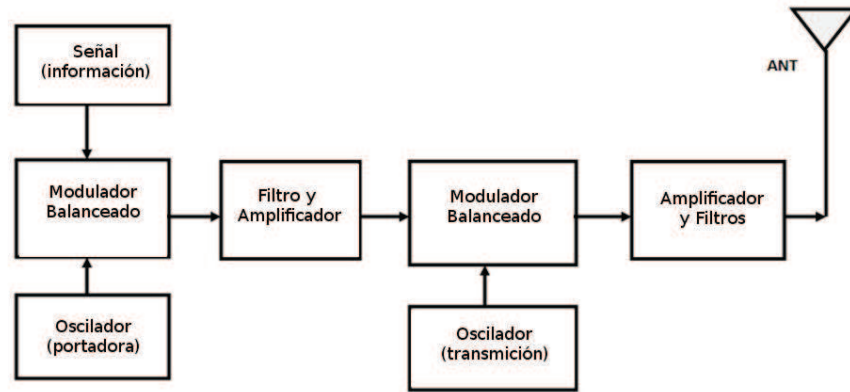 Señal
(información)
ANT
Modulador
Balanceado
Filtro y
Amplificador
Modulador
Balanceado
Amplificador
y Filtros
Oscilador
(portadora)
Oscilador
(transmición)